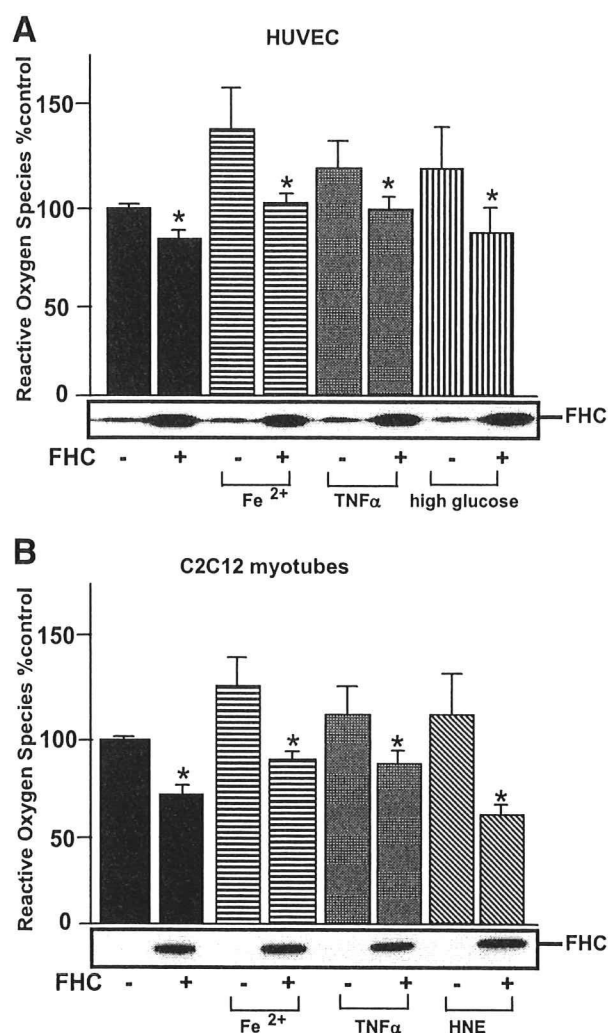 A
HUVEC
Reactive Oxygen Species %control
150
100
50
0
* * * *
FHC
FHC - + - + - + - +
Fe 2+ TNFα high glucose
B
C2C12 myotubes
Reactive Oxygen Species %control
150
100
50
0
* * * *
FHC
FHC - + - + - + - +
Fe 2+ TNFα HNE